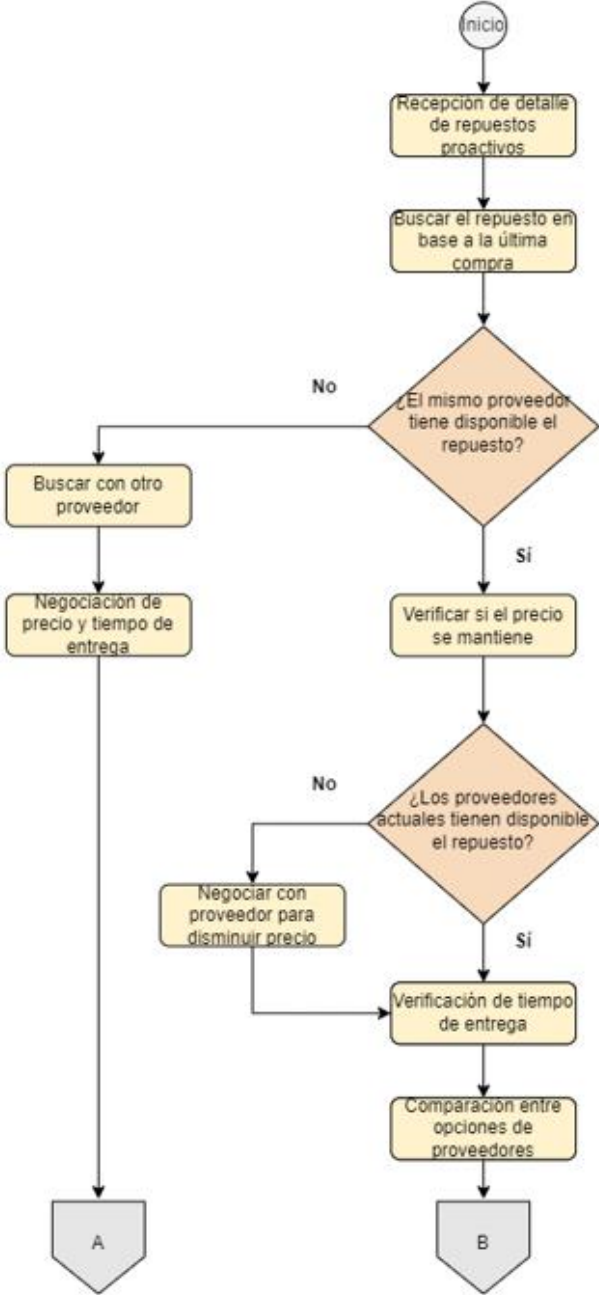 Inicio
Recepción de detalle
de repuestos
proactivos
Buscar el repuesto en
base a la última
compra
No
¿El mismo proveedor
tiene disponible el
repuesto?
Buscar con otro
proveedor
Sí
Negociación de
precio y tiempo de
entrega
Verificar si el precio
se mantiene
No
¿Los proveedores
actuales tienen disponible
el repuesto?
Negociar con
proveedor para
disminuir precio
Sí
Verificación de tiempo
de entrega
Comparación entre
opciones de
proveedores
A
B